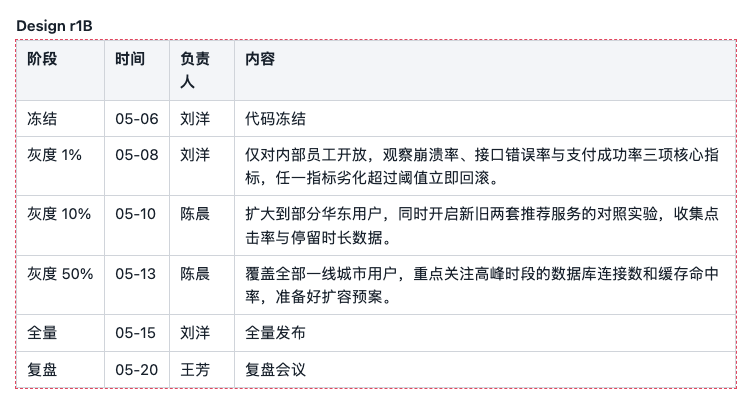 Design r1B
阶段 时间 负责人 内容
冻结 05-06 刘洋 代码冻结
灰度 1% 05-08 刘洋 仅对内部员工开放，观察崩溃率、接口错误率与支付成功率三项核心指
标，任一指标劣化超过阈值立即回滚。
灰度 10% 05-10 陈晨 扩大到部分华东用户，同时开启新旧两套推荐服务的对照实验，收集点
击率与停留时长数据。
灰度 50% 05-13 陈晨 覆盖全部一线城市用户，重点关注高峰时段的数据库连接数和缓存命中
率，准备好扩容预案。
全量 05-15 刘洋 全量发布
复盘 05-20 王芳 复盘会议